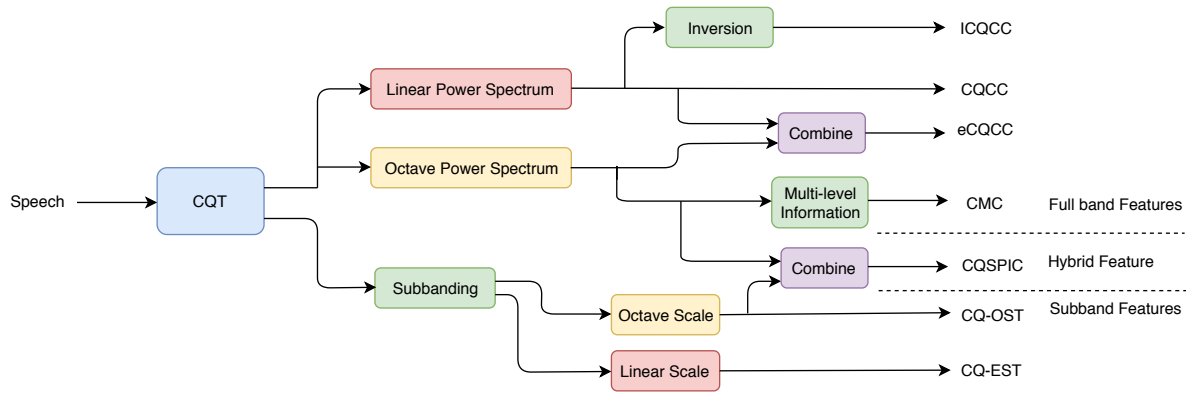 Inversion
ICQCC
Linear Power Spectrum
CQCC
Combine
eCQCC
Octave Power Spectrum
Speech
CQT
Multi-level
Information
CMC
Full band Features
Combine
CQSPIC
Hybrid Feature
Subbanding
Octave Scale
CQ-OST
Subband Features
Linear Scale
CQ-EST